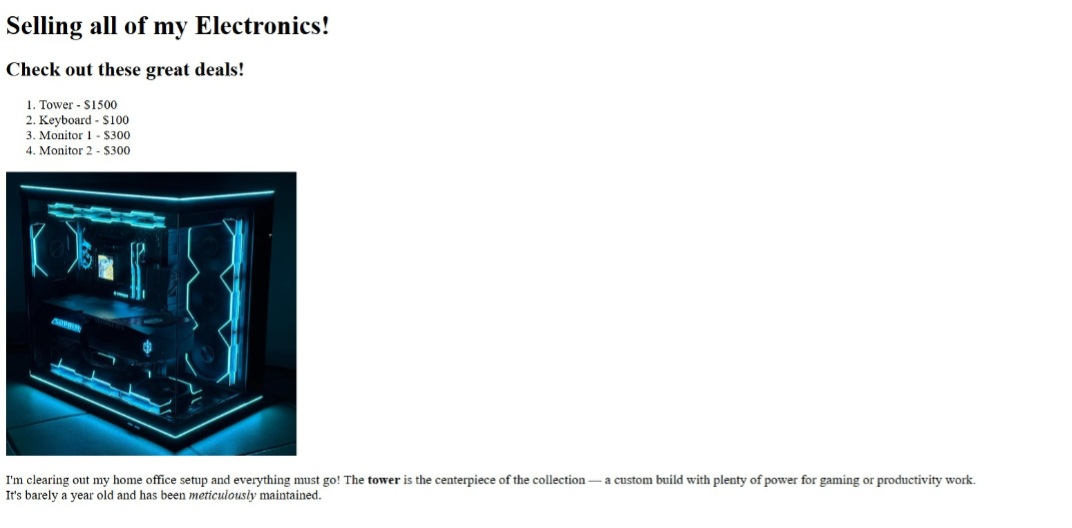 Selling all of my Electronics!
Check out these great deals!
1. Tower - $1500
2. Keyboard - $100
3. Monitor 1 - $300
4. Monitor 2 - $300
I'm clearing out my home office setup and everything must go! The tower is the centerpiece of the collection — a custom build with plenty of power for gaming or productivity work.
It's barely a year old and has been meticulously maintained.